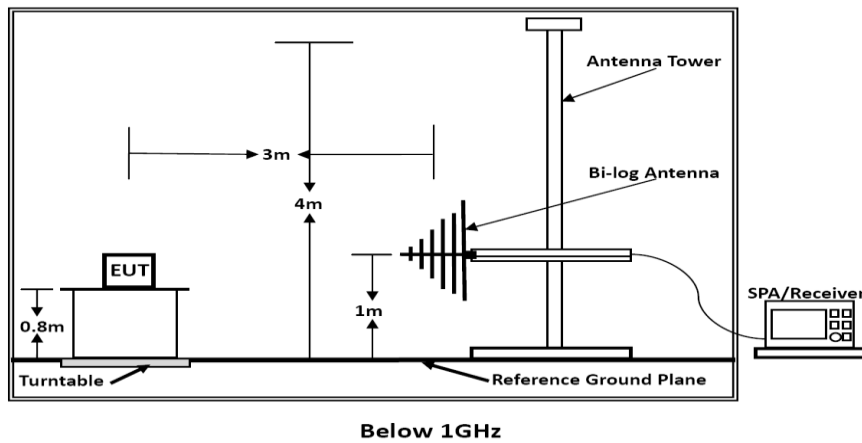 Antenna Tower
3m
Bi-log Antenna
4m
EUT
SPA/Receiver
1m
0.8m
Turntable
Reference Ground Plane
Below 1GHz